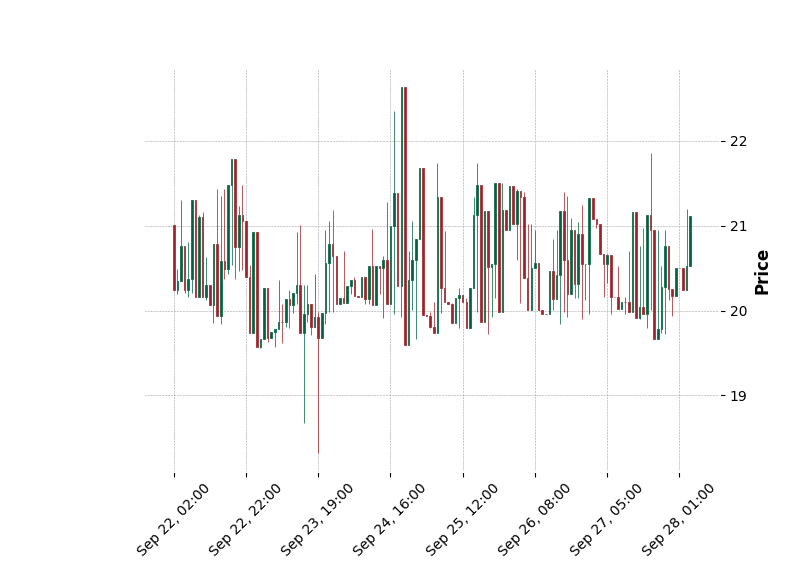 22
21
20
19
Price
Sep 22, 02:00
Sep 22, 22:00
Sep 23, 19:00
Sep 24, 16:00
Sep 25, 12:00
Sep 26, 08:00
Sep 27, 05:00
Sep 28, 01:00